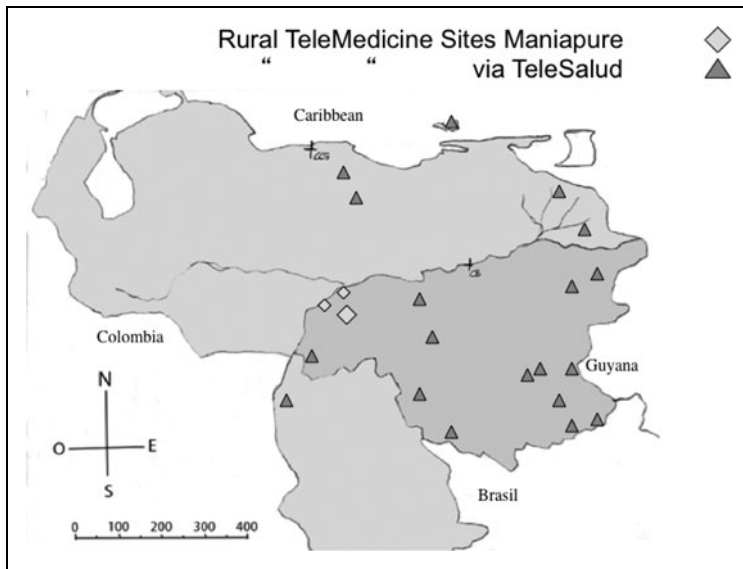 Rural TeleMedicine Sites Maniapure
“ “ via TeleSalud
Caribbean
Colombia
Guyana
N
O E
S
Brasil
0 100 200 300 400